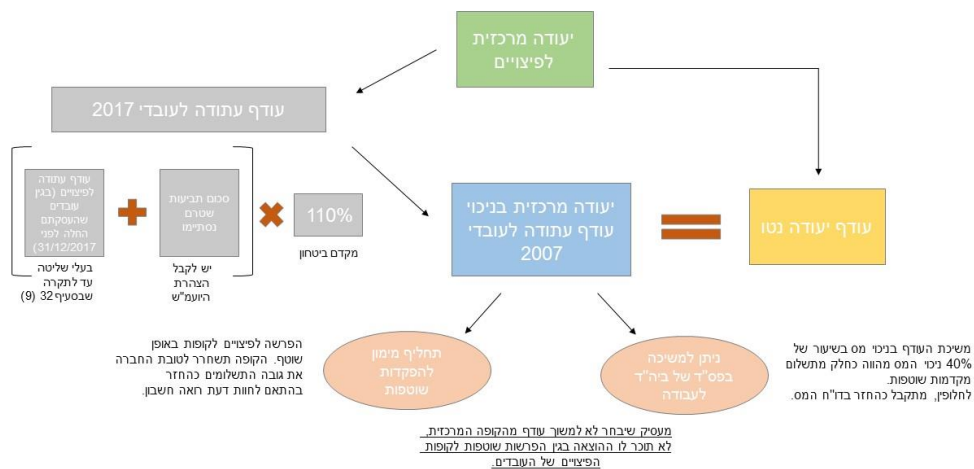 יעודה מרכזית
לפיצויים
עודף עתודה לעובדי 2017
עודף עתודה
לפיצויים (בגין
עובדים
שהעסקתם
החלה לפני
31/12/2017)
סכום תביעות
שטרם
נסתיימו
110%
מקדם ביטחון
בעלי שליטה
עד לתקרה
שבסעיף 32 (9)
יש לקבל
הצהרת
היועמ"ש
יעודה מרכזית בניכוי
עודף עתודה לעובדי
2007
עודף יעודה נטו
הפרשה לפיצויים לקופות באופן
שוטף. הקופה תשחרר לטובת החברה
את גובה התשלומים כהחזר
בהתאם לחוות דעת רואה חשבון.
תחליף מימון
להפקדות
שוטפות
ניתן למשיכה
בפס"ד של ביה"ד
לעבודה
משיכת העודף בניכוי מס בשיעור של
40% ניכוי המס מהווה כחלק מתשלום
מקדמות שוטפות.
לחלופין, מתקבל כהחזר בדו"ח המס.
מעסיק שיבחר לא למשוך עודף מהקופה המרכזית,
לא תוכר לו ההוצאה בגין הפרשות שוטפות לקופות
הפיצויים של העובדים.